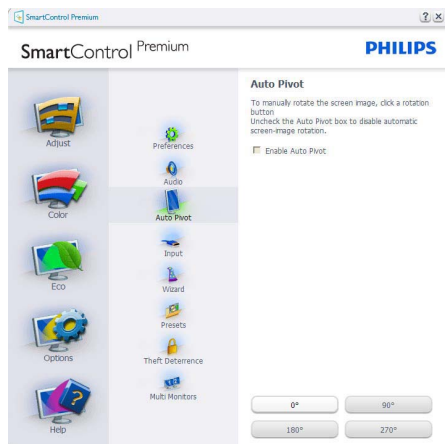 SmartControl Premium
? x
SmartControl Premium
PHILIPS
Adjust
Color
Eco
Options
Help
Preferences
Audio
Auto Pivot
Input
Wizard
Presets
Theft Deterrence
Multi Monitors
Auto Pivot
To manually rotate the screen image, click a rotation
button
Uncheck the Auto Pivot box to disable automatic
screen-image rotation.
Enable Auto Pivot
0°
90°
180°
270°